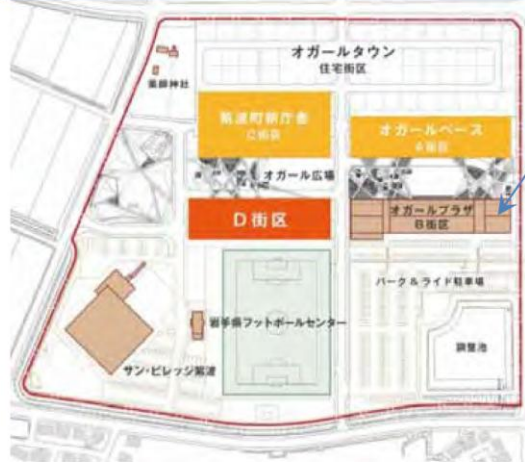 オガールタウン
住宅街区
薬師神社
紫波町新庁舎
C街区
オガールベース
A街区
オガール広場
オガールプラザ
B街区
D街区
パーク&ライド駐車場
岩手県フットボールセンター
調整池
サン・ビレッジ紫波